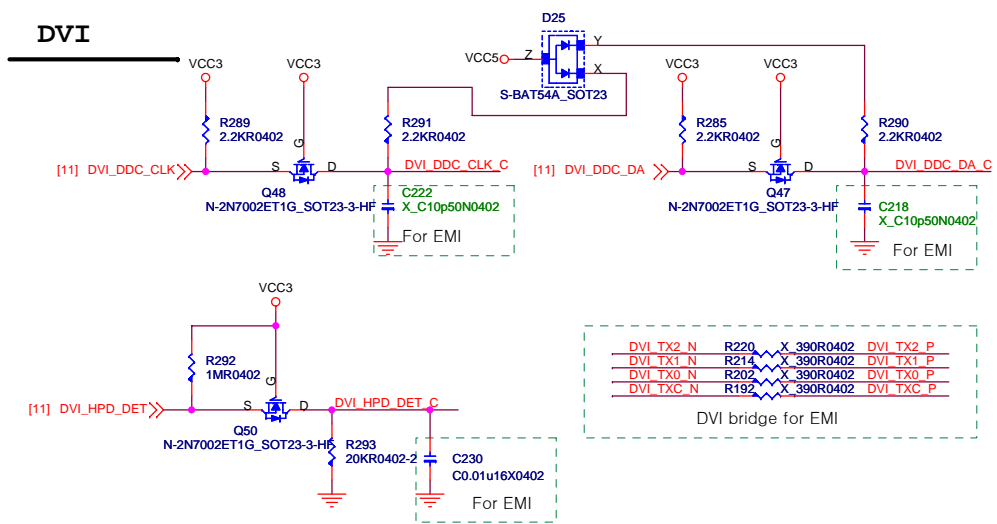 DVI
D25
Y
VCC5
Z
X
S-BAT54A_SOT23
VCC3
VCC3
R289
2.2KR0402
G
R291
2.2KR0402
[11] DVI_DDC_CLK
S
D
DVI_DDC_CLK_C
Q48
N-2N7002ET1G_SOT23-3-HF
C222
X_C10p50N0402
For EMI
VCC3
VCC3
R285
2.2KR0402
G
R290
2.2KR0402
[11] DVI_DDC_DA
S
D
DVI_DDC_DA_C
Q47
N-2N7002ET1G_SOT23-3-HF
C218
X_C10p50N0402
For EMI
VCC3
R292
1MR0402
G
[11] DVI_HPD_DET
S
D
DVI_HPD_DET_C
Q50
N-2N7002ET1G_SOT23-3-HF
R293
20KR0402-2
C230
C0.01u16X0402
For EMI
DVI_TX2_N R220 X_390R0402 DVI_TX2_P
DVI_TX1_N R214 X_390R0402 DVI_TX1_P
DVI_TX0_N R202 X_390R0402 DVI_TX0_P
DVI_TXC_N R192 X_390R0402 DVI_TXC_P
DVI bridge for EMI